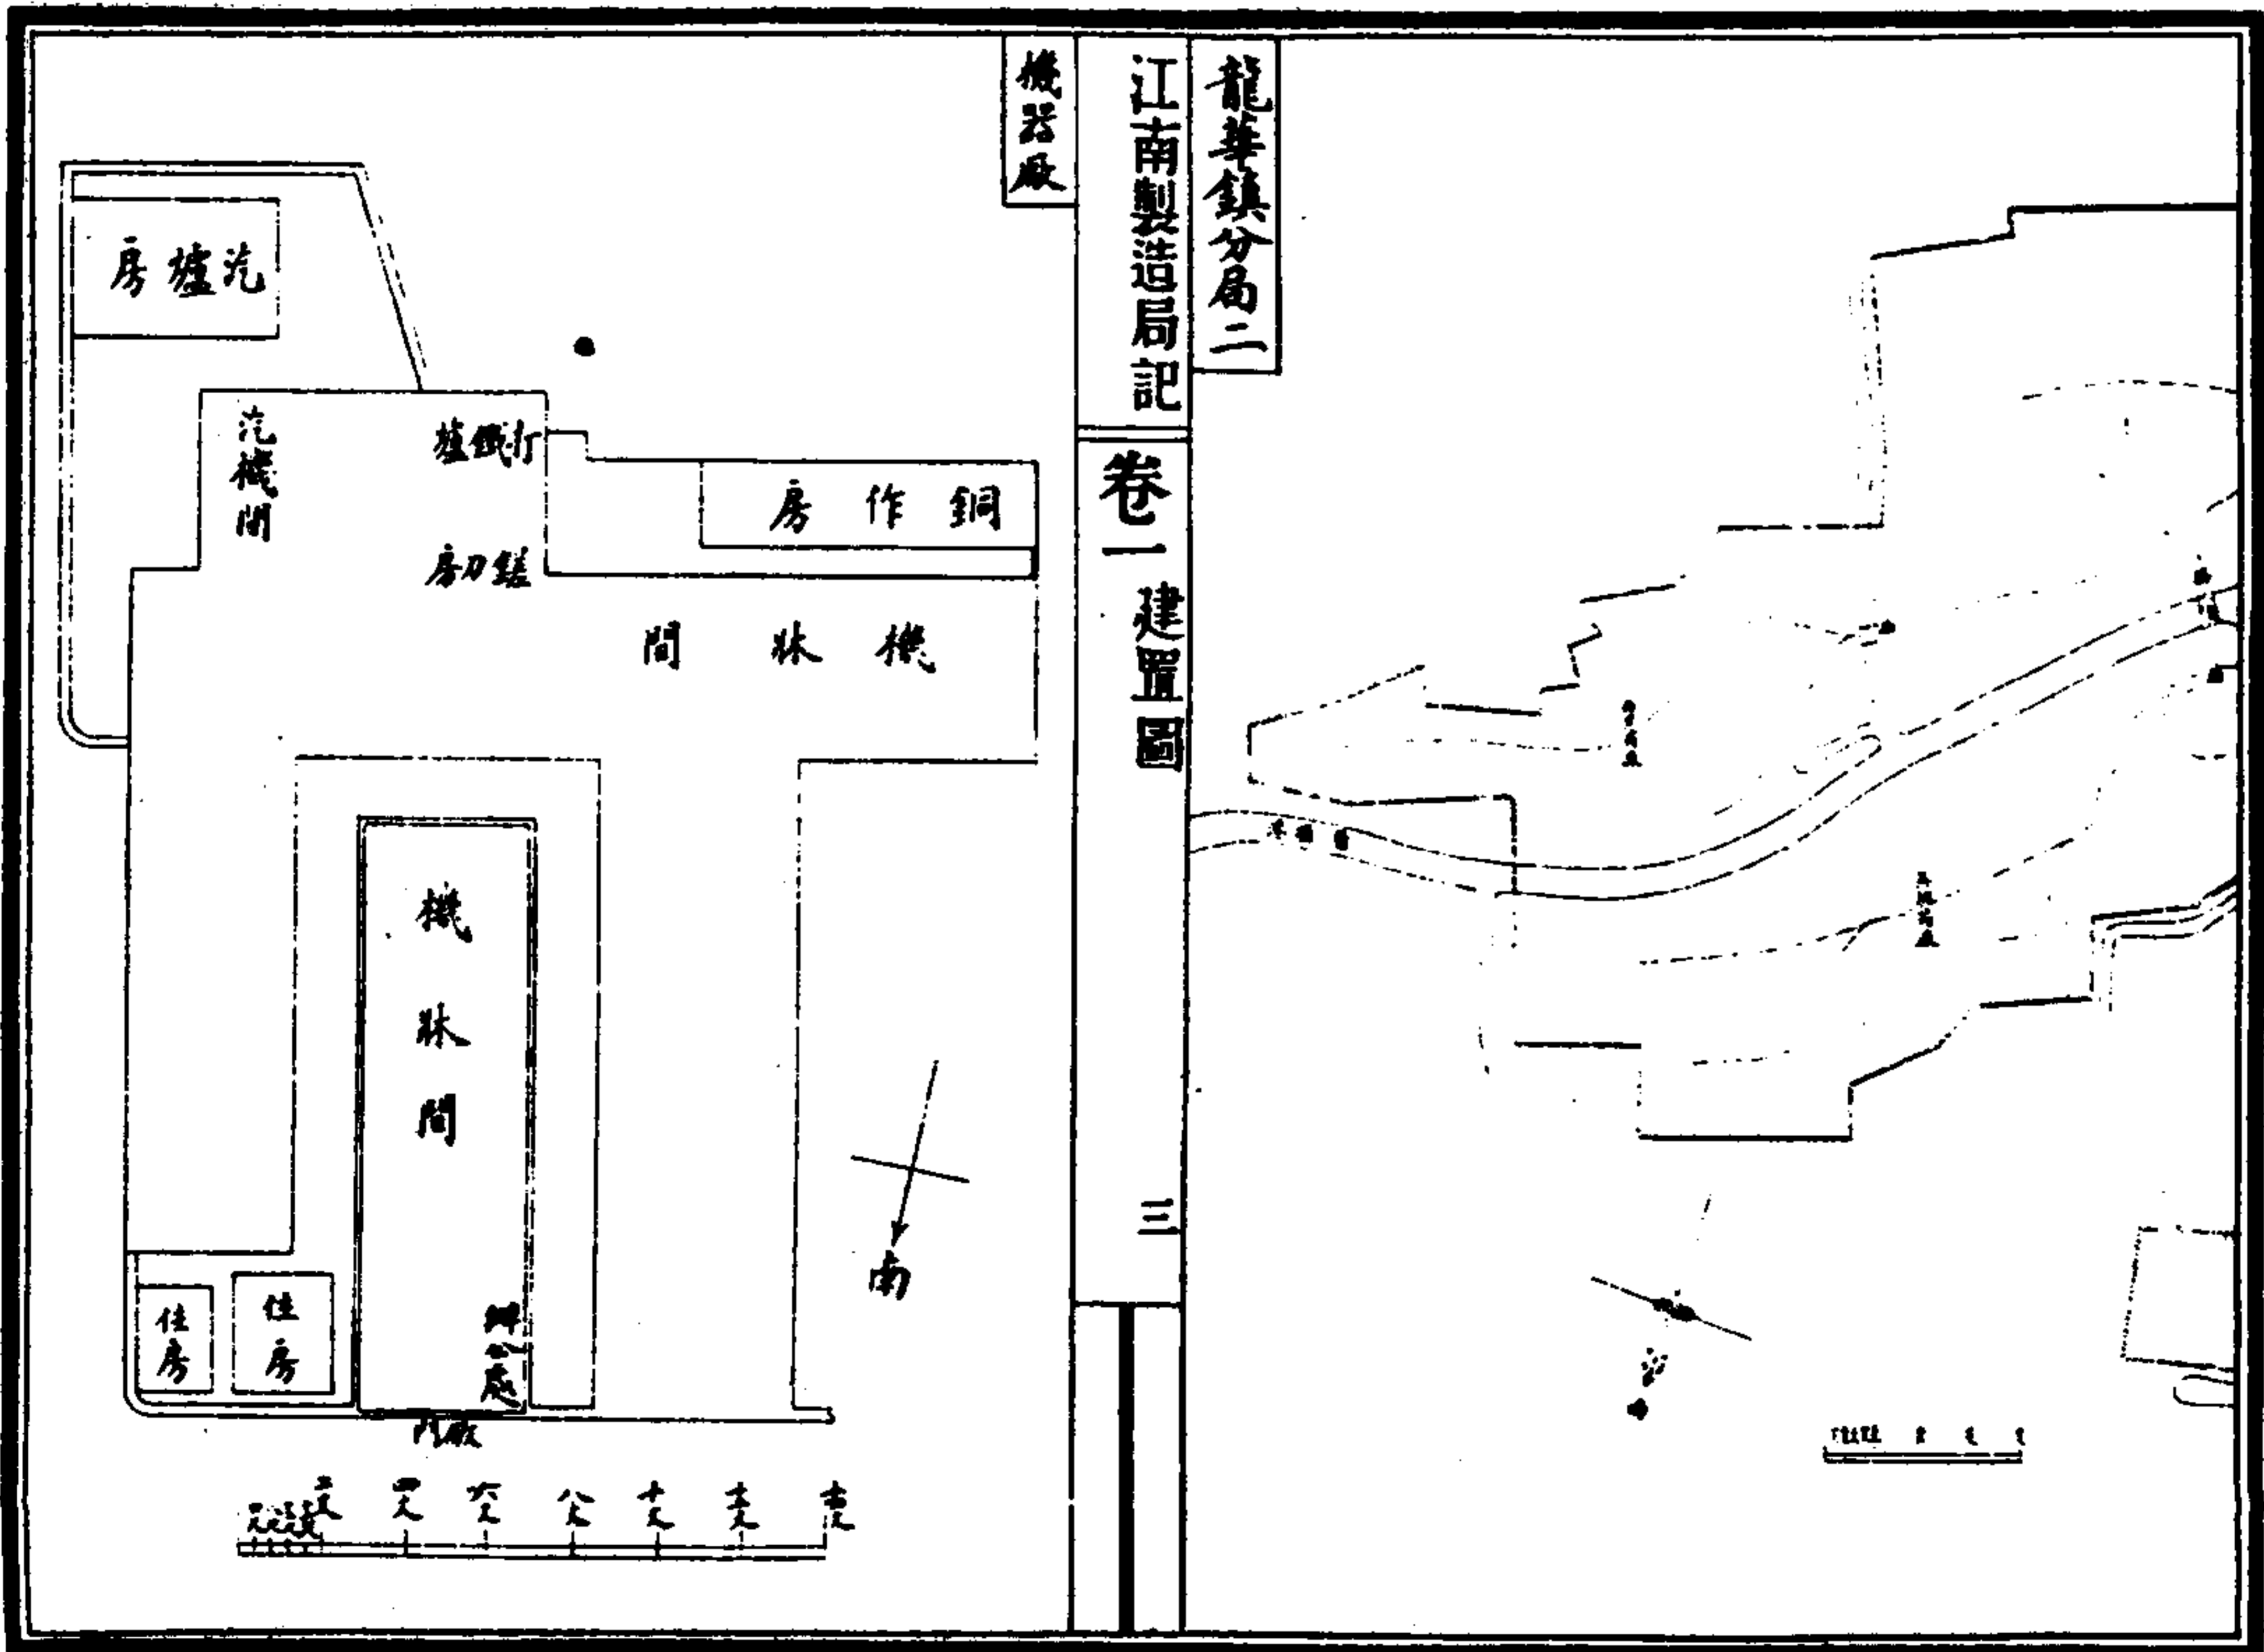 龍華鎮分局二
江南製造局記
卷一
建置圖
三
機器廠
汽爐房
汽機間
打鐵爐
銅作房
鎈刀房
機牀間
機牀間
南
住房
住房
辦公處
廠門
二丈
四丈
六丈
八丈
十丈
十二丈
十四丈